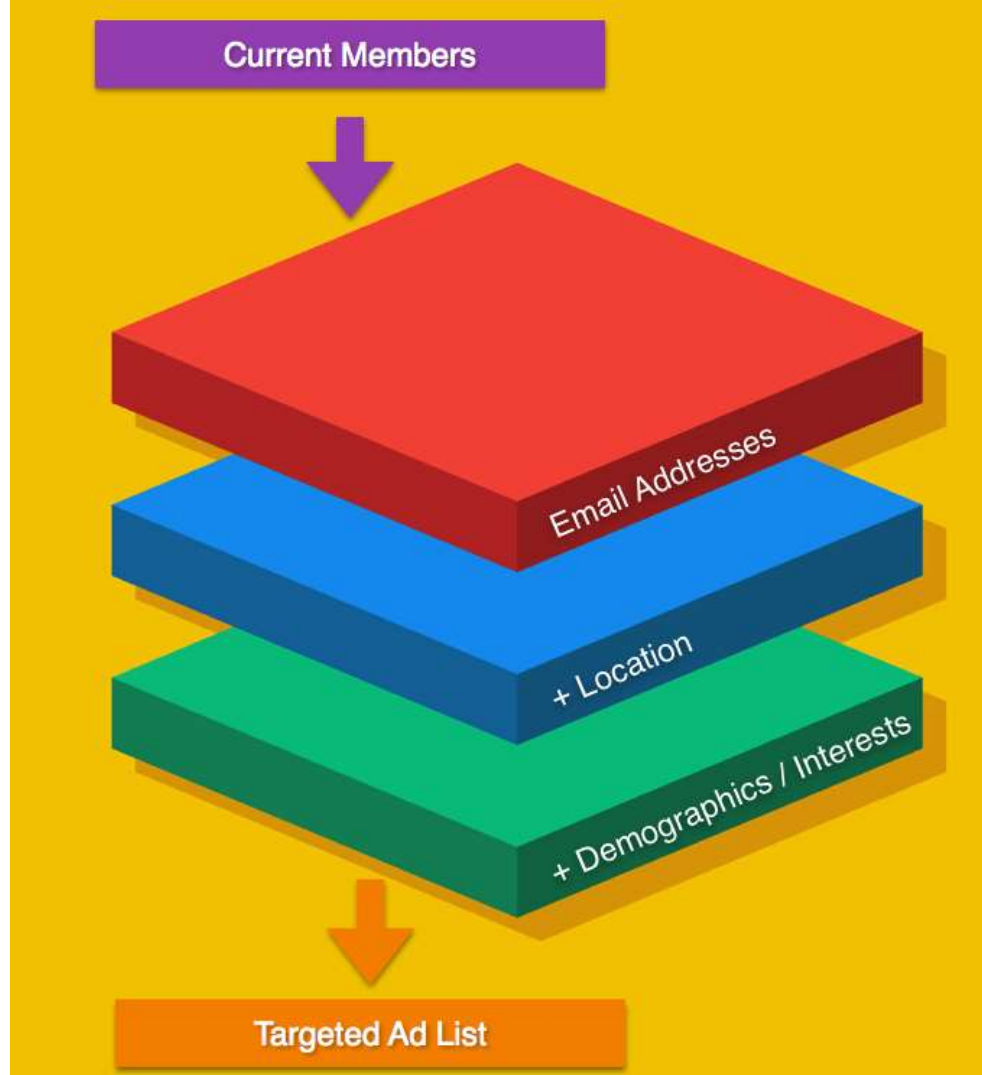 Current Members
Email Addresses
+ Location
+ Demographics / Interests
Targeted Ad List